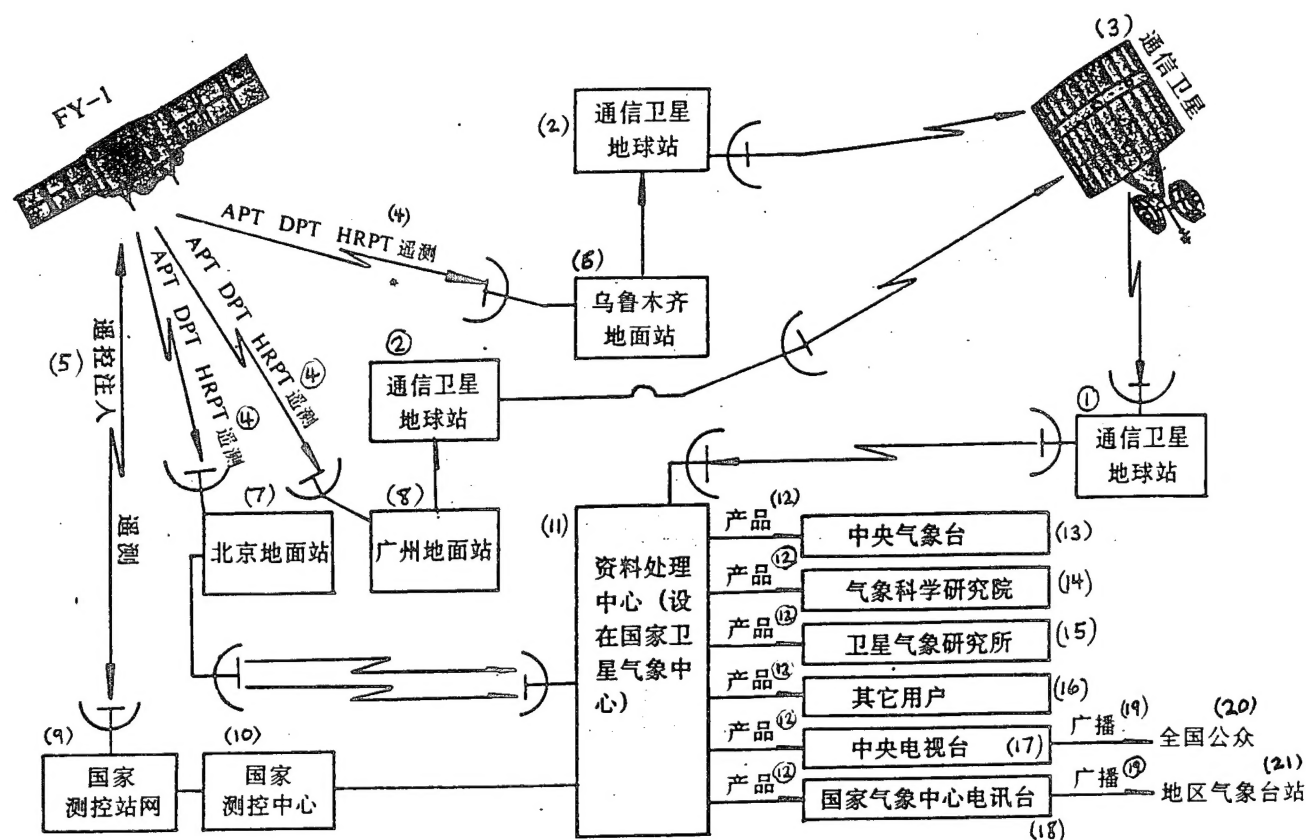 FY-1
(3) 通信卫星
(2) 通信卫星
地球站
APT DPT HRPT 遥测 (4)
(6)
乌鲁木齐
地面站
APT DPT HRPT 遥测 ④
APT DPT HRPT 遥测 ④
(5) 遥控注入
遥测
②
通信卫星
地球站
①
通信卫星
地球站
(7)
北京地面站
(8)
广州地面站
(9)
国家
测控站网
(10)
国家
测控中心
(11)
资料处理
中心（设
在国家卫
星气象中
心）
产品 (12) 中央气象台 (13)
产品 ⑫ 气象科学研究院 (14)
产品 ⑫ 卫星气象研究所 (15)
产品 ⑫ 其它用户 (16)
产品 ⑫ 中央电视台 (17) 广播 (19) 全国公众 (20)
产品 ⑫ 国家气象中心电讯台 (18) 广播 ⑲ 地区气象台站 (21)